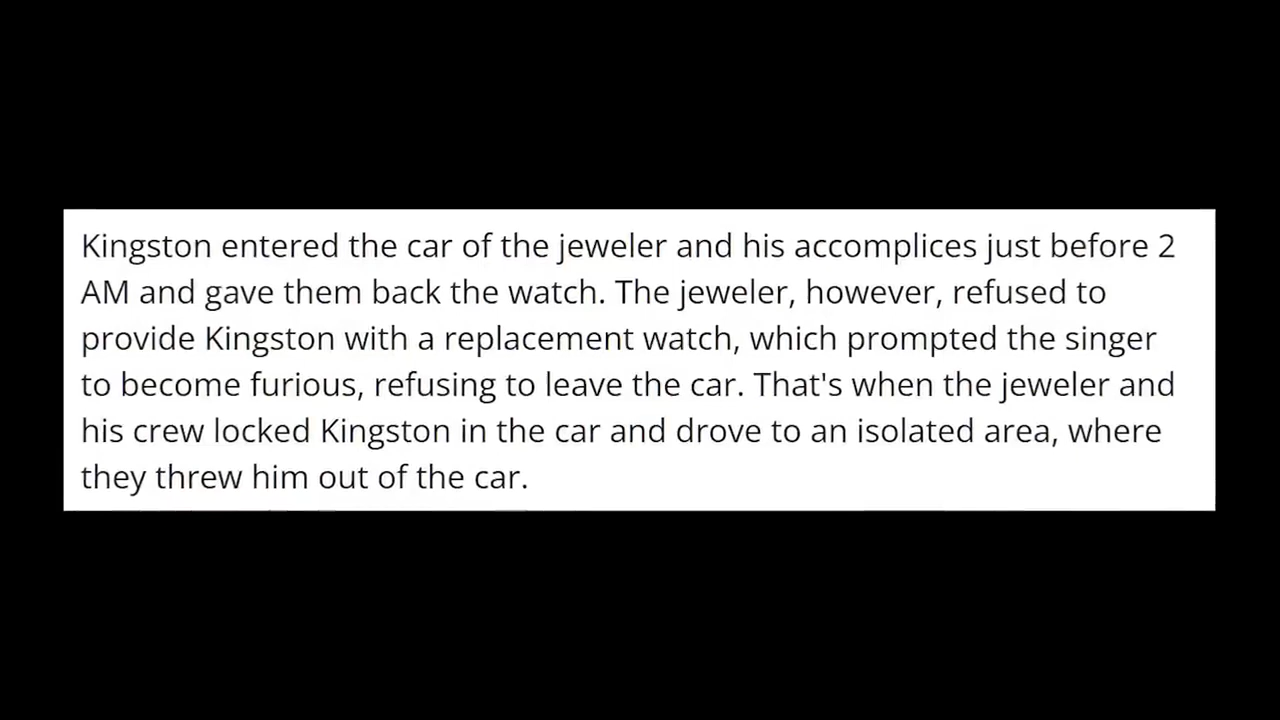 Kingston entered the car of the jeweler and his accomplices just before 2
AM and gave them back the watch. The jeweler, however, refused to
provide Kingston with a replacement watch, which prompted the singer
to become furious, refusing to leave the car. That's when the jeweler and
his crew locked Kingston in the car and drove to an isolated area, where
they threw him out of the car.